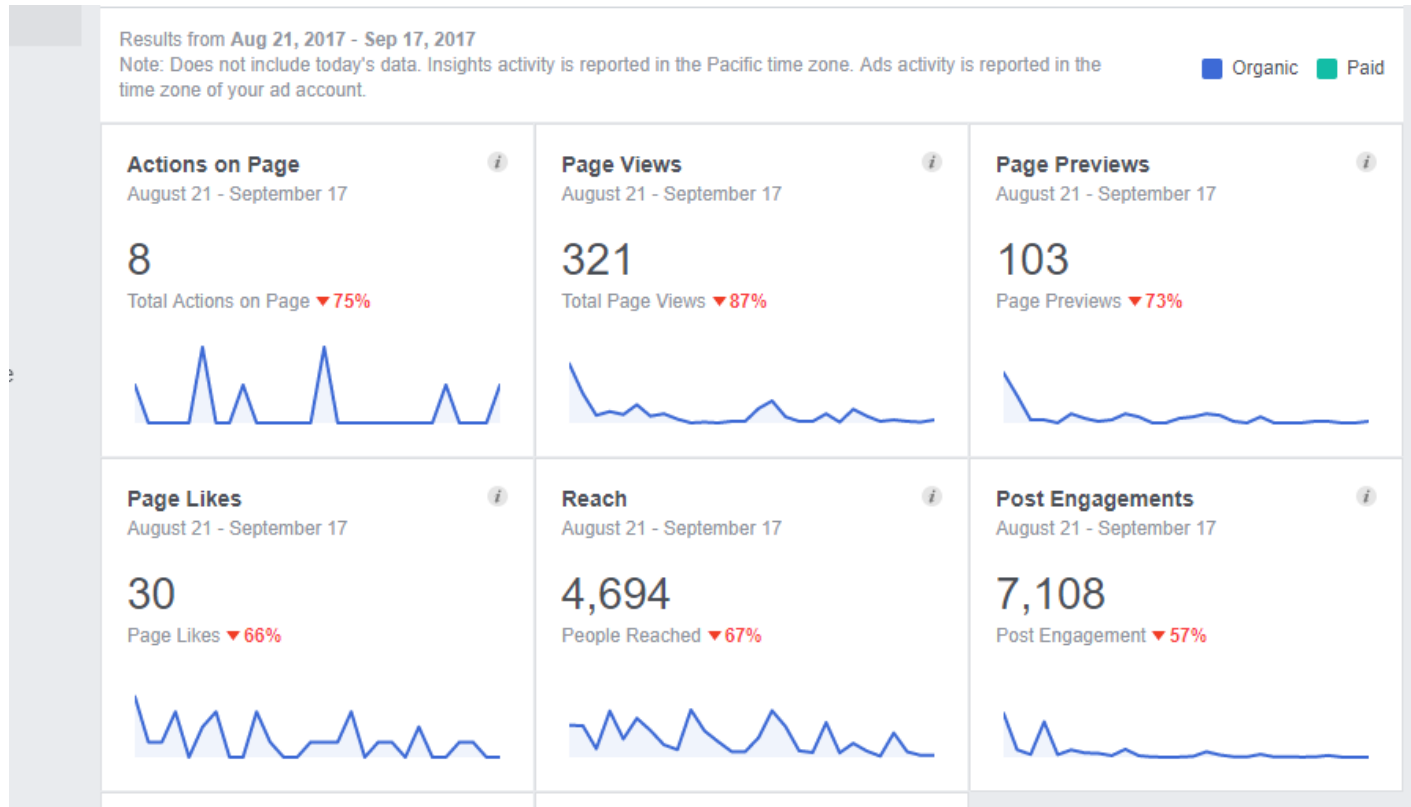 Results from Aug 21, 2017 - Sep 17, 2017
Note: Does not include today's data. Insights activity is reported in the Pacific time zone. Ads activity is reported in the
time zone of your ad account.
Organic Paid
Actions on Page
August 21 - September 17
8
Total Actions on Page ▼75%
Page Views
August 21 - September 17
321
Total Page Views ▼87%
Page Previews
August 21 - September 17
103
Page Previews ▼73%
Page Likes
August 21 - September 17
30
Page Likes ▼66%
Reach
August 21 - September 17
4,694
People Reached ▼67%
Post Engagements
August 21 - September 17
7,108
Post Engagement ▼57%